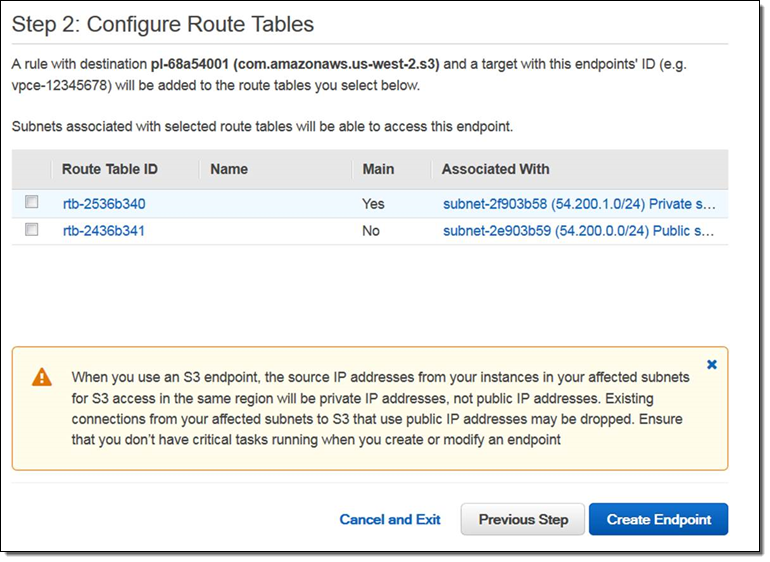 Step 2: Configure Route Tables
A rule with destination pl-68a54001 (com.amazonaws.us-west-2.s3) and a target with this endpoints' ID (e.g.
vpce-12345678) will be added to the route tables you select below.
Subnets associated with selected route tables will be able to access this endpoint.
Route Table ID Name Main Associated With
rtb-2536b340 Yes subnet-2f903b58 (54.200.1.0/24) Private s...
rtb-2436b341 No subnet-2e903b59 (54.200.0.0/24) Public s...
When you use an S3 endpoint, the source IP addresses from your instances in your affected subnets
for S3 access in the same region will be private IP addresses, not public IP addresses. Existing
connections from your affected subnets to S3 that use public IP addresses may be dropped. Ensure
that you don't have critical tasks running when you create or modify an endpoint
Cancel and Exit Previous Step Create Endpoint